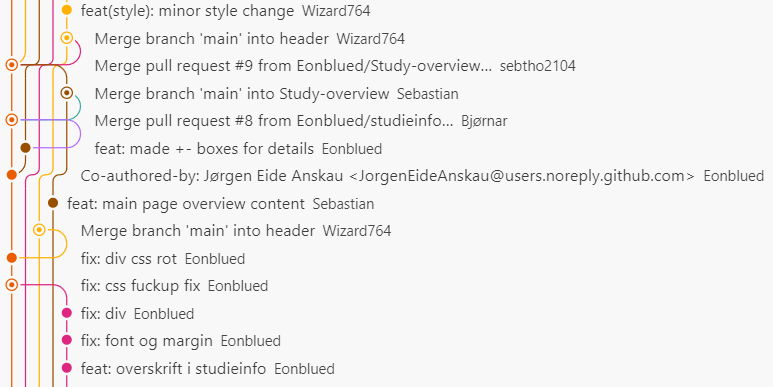 feat(style): minor style change Wizard764
Merge branch 'main' into header Wizard764
Merge pull request #9 from Eonblued/Study-overview... sebtho2104
Merge branch 'main' into Study-overview Sebastian
Merge pull request #8 from Eonblued/studieinfo... Bjørnar
feat: made +- boxes for details Eonblued
Co-authored-by: Jørgen Eide Anskau <JorgenEideAnskau@users.noreply.github.com> Eonblued
feat: main page overview content Sebastian
Merge branch 'main' into header Wizard764
fix: div css rot Eonblued
fix: css fuckup fix Eonblued
fix: div Eonblued
fix: font og margin Eonblued
feat: overskrift i studieinfo Eonblued